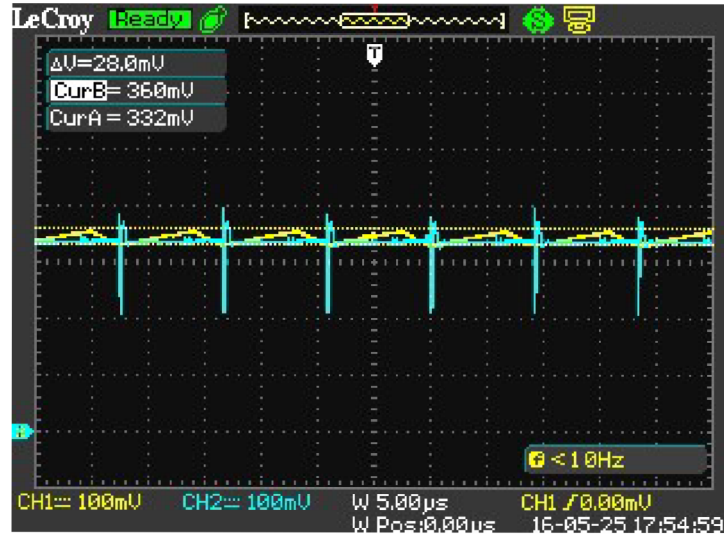 LeCroy Ready
T
ΔV=28.0mV
CurB= 360mV
CurA = 332mV
f <10Hz
CH1 100mV CH2 100mV W 5.00µs CH1 0.00mV
W Pos:0.00us 16-05-25 17:54:59